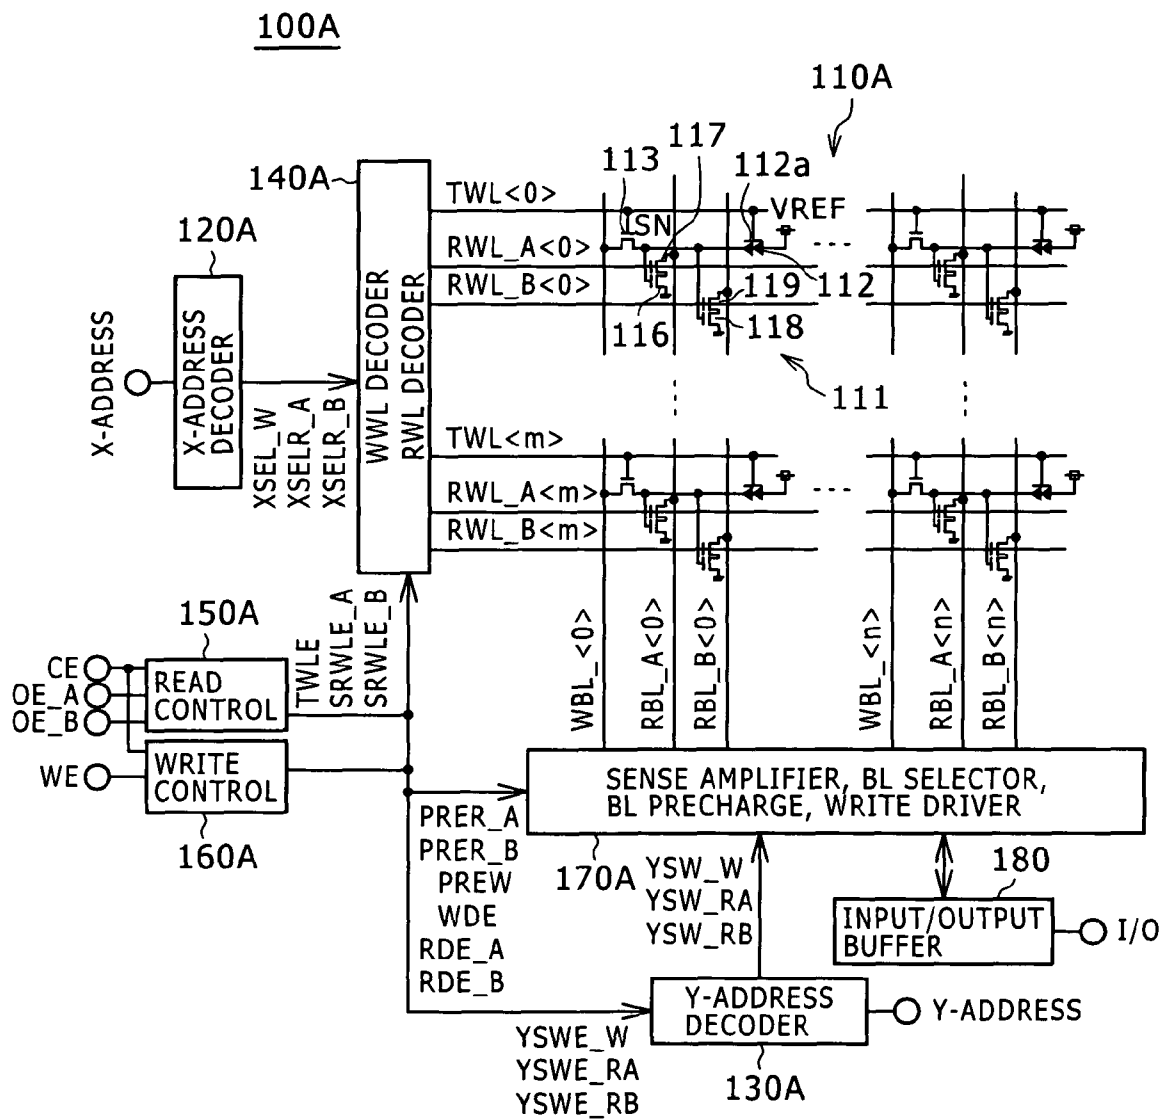 100A
110A
117
113
112a
140A
TWL<0>
VREF
SN
120A
RWL_A<0>
RWL_B<0>
119
112
116
118
111
X-ADDRESS
X-ADDRESS
DECODER
WWL DECODER
RWL DECODER
XSEL_W
XSELR_A
XSELR_B
TWL<m>
RWL_A<m>
RWL_B<m>
150A
TWLE
SRWLE_A
SRWLE_B
WBL_<0>
RBL_A<0>
RBL_B<0>
WBL_<n>
RBL_A<n>
RBL_B<n>
CE
OE_A
OE_B
READ
CONTROL
WE
WRITE
CONTROL
160A
SENSE AMPLIFIER, BL SELECTOR,
BL PRECHARGE, WRITE DRIVER
PRER_A
PRER_B
PREW
WDE
RDE_A
RDE_B
170A
YSW_W
YSW_RA
YSW_RB
180
INPUT/OUTPUT
BUFFER
I/O
Y-ADDRESS
DECODER
Y-ADDRESS
YSWE_W
YSWE_RA
YSWE_RB
130A